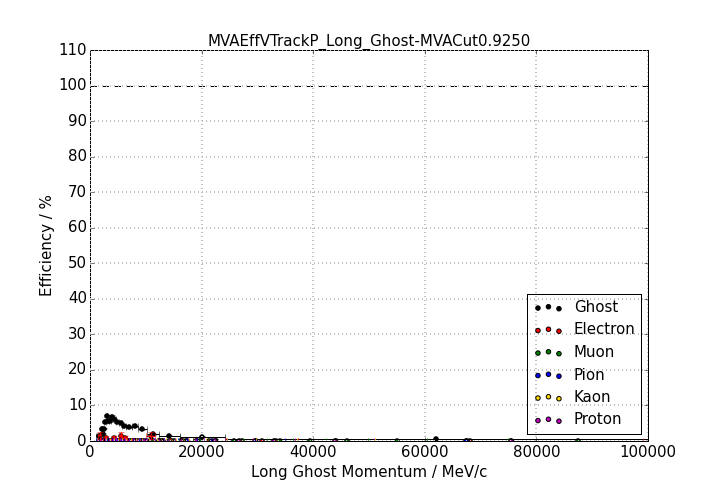 MVAEffVTrackP_Long_Ghost-MVACut0.9250
110
100
90
80
70
60
50
40
30
20
10
0
Efficiency / %
Ghost
Electron
Muon
Pion
Kaon
Proton
0 20000 40000 60000 80000 100000
Long Ghost Momentum / MeV/c